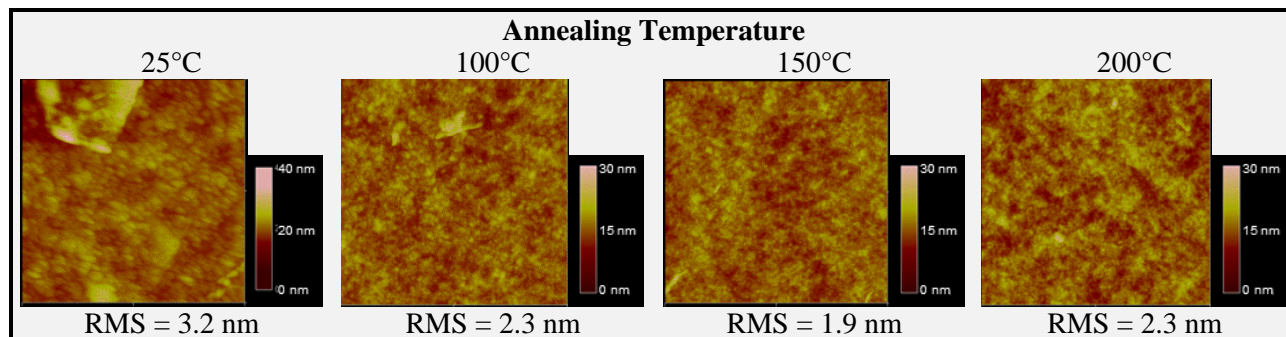 Annealing Temperature
25°C 100°C 150°C 200°C
40 nm 30 nm 30 nm 30 nm
20 nm 15 nm 15 nm 15 nm
0 nm 0 nm 0 nm 0 nm
RMS = 3.2 nm RMS = 2.3 nm RMS = 1.9 nm RMS = 2.3 nm